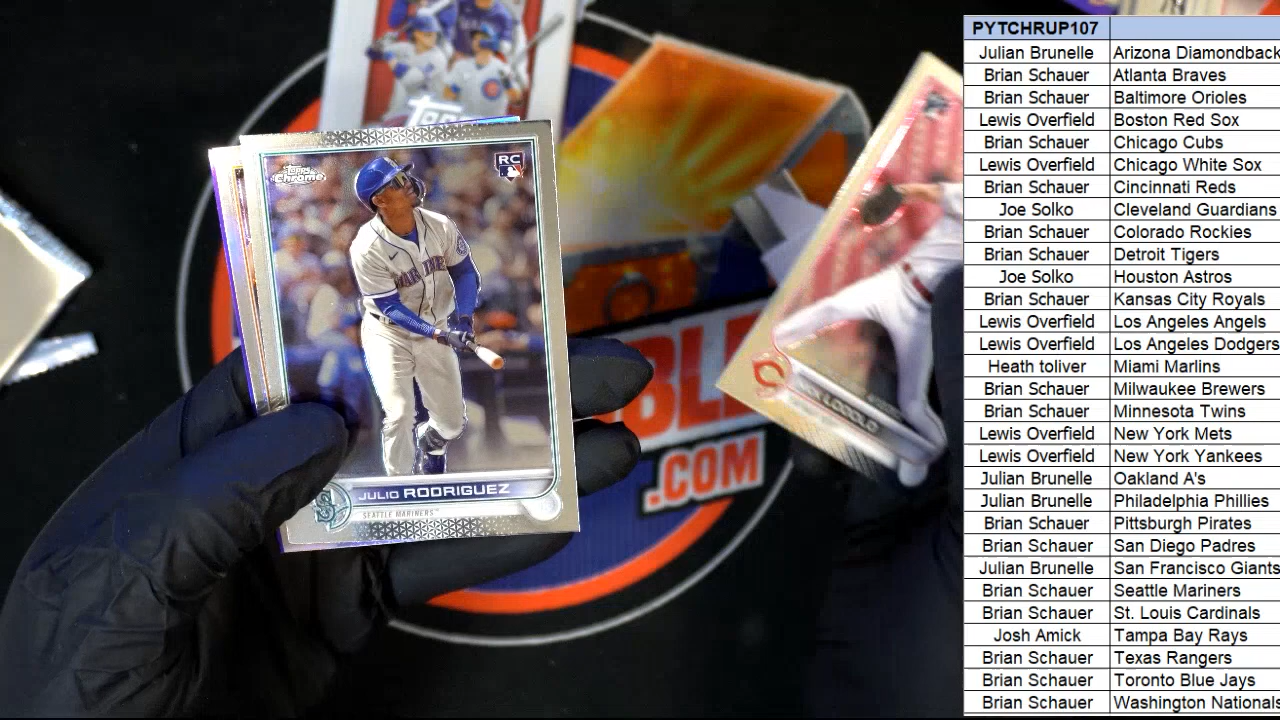 Topps
Topps
Chrome
RC
MARINERS
JULIO RODRIGUEZ
SEATTLE MARINERS™
LODOLO
.COM
PYTCHRUP107
Julian Brunelle Arizona Diamondback
Brian Schauer Atlanta Braves
Brian Schauer Baltimore Orioles
Lewis Overfield Boston Red Sox
Brian Schauer Chicago Cubs
Lewis Overfield Chicago White Sox
Brian Schauer Cincinnati Reds
Joe Solko Cleveland Guardians
Brian Schauer Colorado Rockies
Brian Schauer Detroit Tigers
Joe Solko Houston Astros
Brian Schauer Kansas City Royals
Lewis Overfield Los Angeles Angels
Lewis Overfield Los Angeles Dodgers
Heath toliver Miami Marlins
Brian Schauer Milwaukee Brewers
Brian Schauer Minnesota Twins
Lewis Overfield New York Mets
Lewis Overfield New York Yankees
Julian Brunelle Oakland A's
Julian Brunelle Philadelphia Phillies
Brian Schauer Pittsburgh Pirates
Brian Schauer San Diego Padres
Julian Brunelle San Francisco Giants
Brian Schauer Seattle Mariners
Brian Schauer St. Louis Cardinals
Josh Amick Tampa Bay Rays
Brian Schauer Texas Rangers
Brian Schauer Toronto Blue Jays
Brian Schauer Washington Nationals